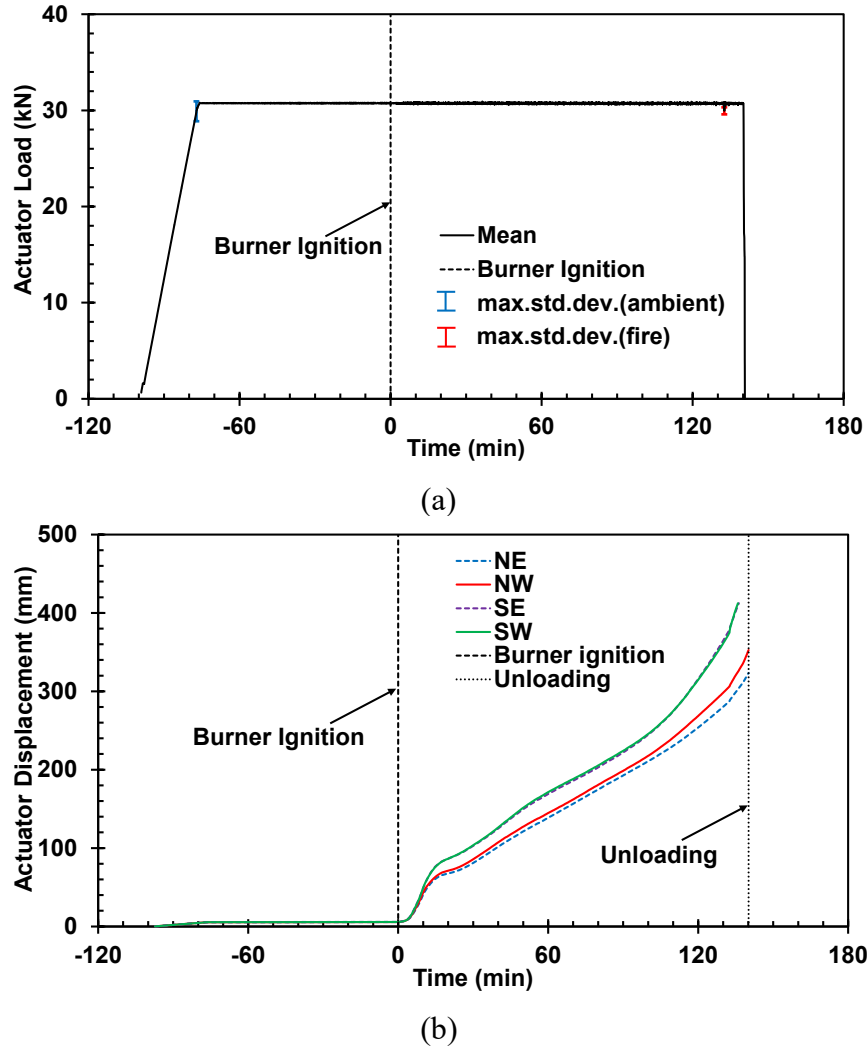 40
30
20
10
0
Actuator Load (kN)
Burner Ignition
Mean
Burner Ignition
max.std.dev.(ambient)
max.std.dev.(fire)
-120 -60 0 60 120 180
Time (min)
(a)
500
400
300
200
100
0
Actuator Displacement (mm)
NE
NW
SE
SW
Burner ignition
Unloading
Burner Ignition
Unloading
-120 -60 0 60 120 180
Time (min)
(b)